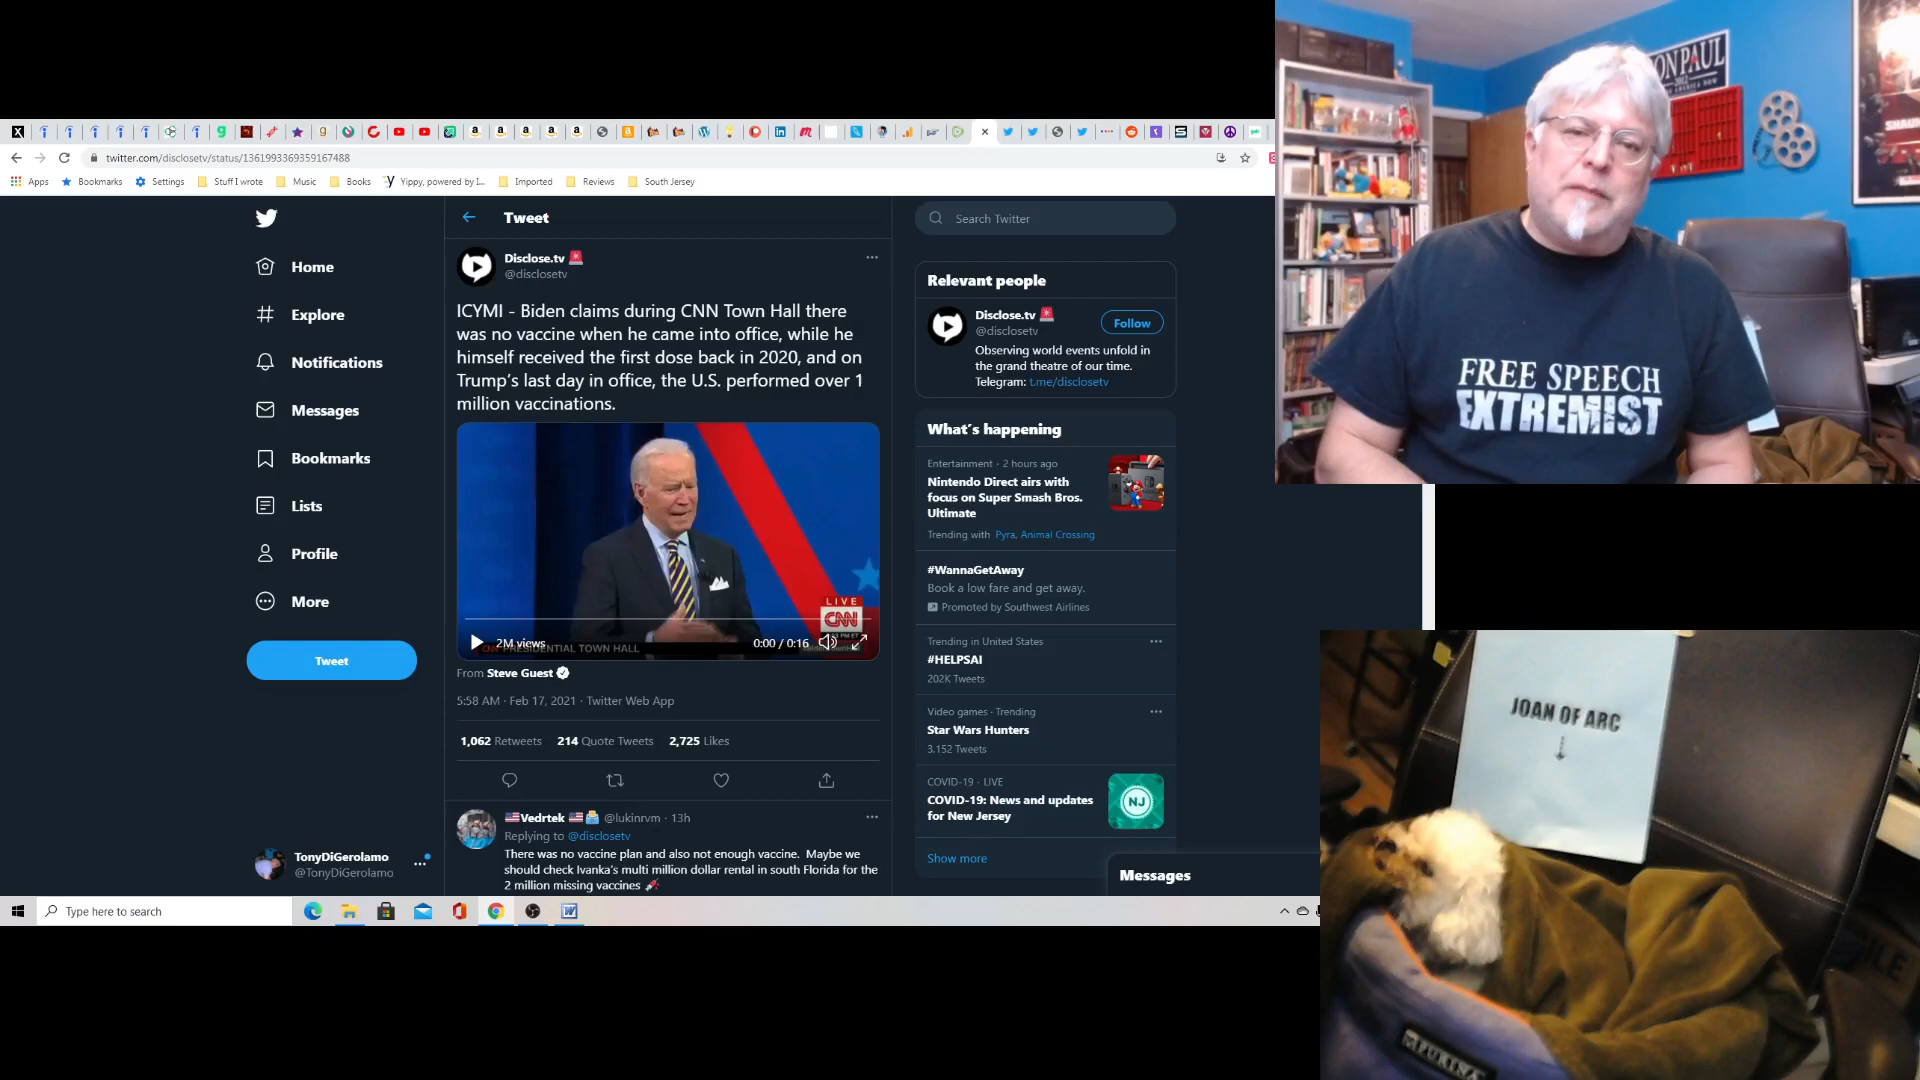 twitter.com/disclosetv/status/1361993369359167488
Apps
Bookmarks
Settings
Stuff I wrote
Music
Books
Yippy, powered by I...
Imported
Reviews
South Jersey
Home
Explore
Notifications
Messages
Bookmarks
Lists
Profile
More
Tweet
TonyDiGerolamo
@TonyDiGerolamo
Tweet
Disclose.tv
@disclosetv
ICYMI - Biden claims during CNN Town Hall there
was no vaccine when he came into office, while he
himself received the first dose back in 2020, and on
Trump's last day in office, the U.S. performed over 1
million vaccinations.
LIVE
CNN
2M views
0:00 / 0:16
PRESIDENTIAL TOWN HALL
From Steve Guest
5:58 AM · Feb 17, 2021 · Twitter Web App
1,062 Retweets 214 Quote Tweets 2,725 Likes
Vedrtek @lukinrvm · 13h
Replying to @disclosetv
There was no vaccine plan and also not enough vaccine. Maybe we
should check Ivanka's multi million dollar rental in south Florida for the
2 million missing vaccines
Search Twitter
Relevant people
Disclose.tv
@disclosetv
Follow
Observing world events unfold in
the grand theatre of our time.
Telegram: t.me/disclosetv
What's happening
Entertainment · 2 hours ago
Nintendo Direct airs with
focus on Super Smash Bros.
Ultimate
Trending with Pyra, Animal Crossing
#WannaGetAway
Book a low fare and get away.
Promoted by Southwest Airlines
Trending in United States
#HELPSAI
202K Tweets
Video games · Trending
Star Wars Hunters
3,152 Tweets
COVID-19 · LIVE
COVID-19: News and updates
for New Jersey
NJ
Show more
Messages
Type here to search
ON PAUL
2012
SHAUN
FREE SPEECH
EXTREMIST
JOAN OF ARC